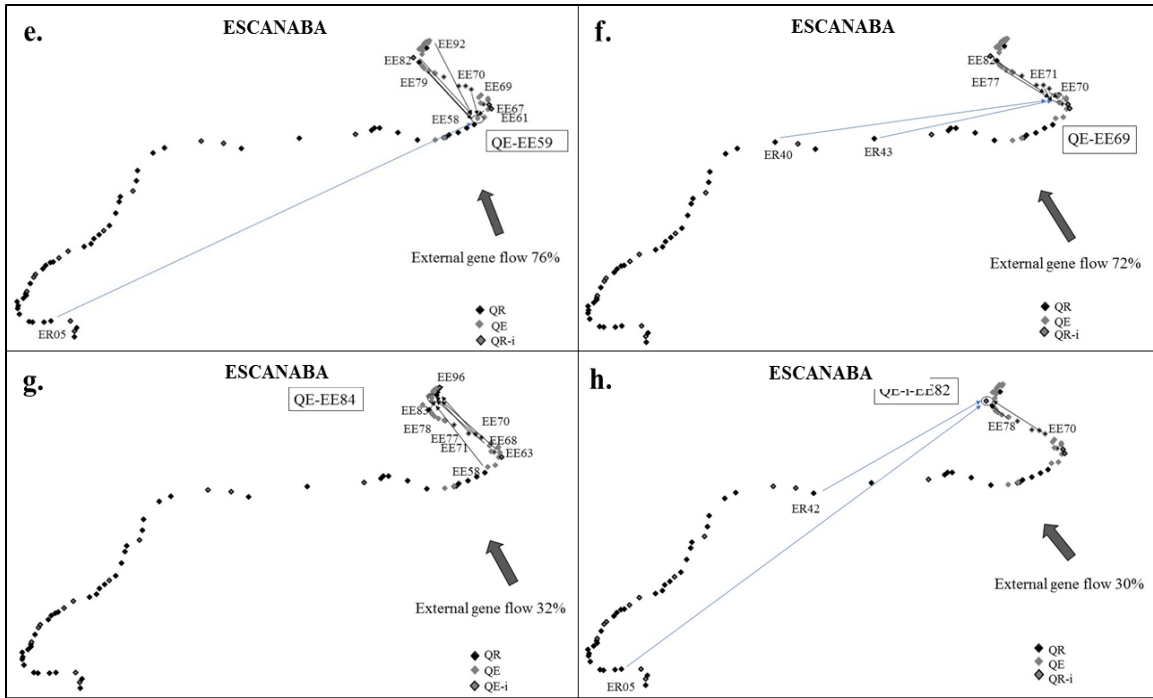 e.
ESCANABA
EE92
EE82
EE79
EE70
EE69
EE67
EE58
EE61
QE-EE59
External gene flow 76%
ER05
QR
QE
QR-i
f.
ESCANABA
EE82
EE77
EE71
EE70
QE-EE69
ER40
ER43
External gene flow 72%
QR
QE
QR-i
g.
ESCANABA
EE96
QE-EE84
EE83
EE78
EE77
EE71
EE70
EE68
EE63
EE58
External gene flow 32%
QR
QE
QE-i
h.
ESCANABA
QE-i-EE82
EE78
EE70
ER42
External gene flow 30%
ER05
QR
QE
QR-i